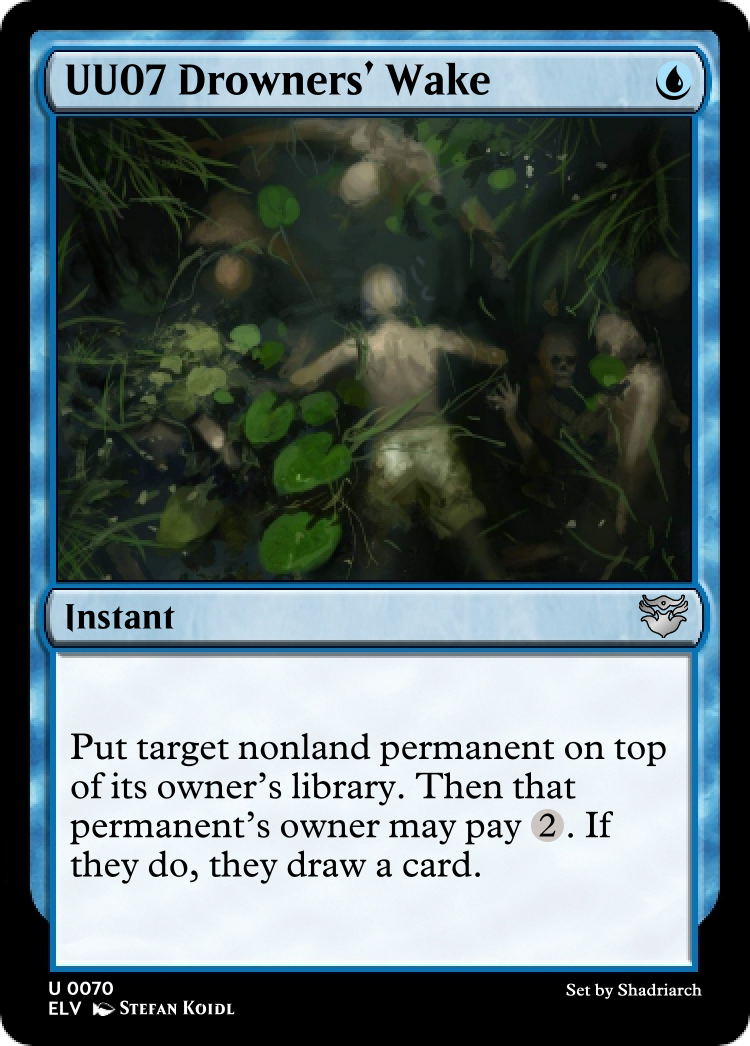 UU07 Drowners' Wake
Instant
Put target nonland permanent on top
of its owner's library. Then that
permanent's owner may pay 2. If
they do, they draw a card.
U 0070
ELV STEFAN KOIDL
Set by Shadriarch